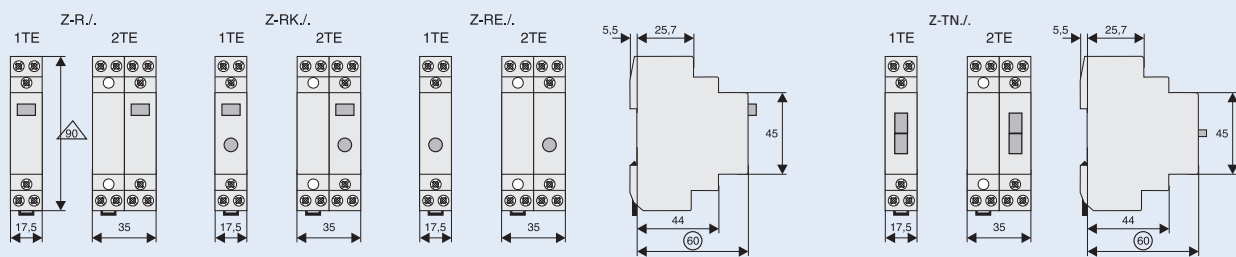 Z-R./. Z-RK./. Z-RE./. Z-TN./.
1TE 2TE 1TE 2TE 1TE 2TE 5,5 25,7 1TE 2TE 5,5 25,7
90 45 45
17,5 35 17,5 35 17,5 35 44 17,5 35 44
60 60